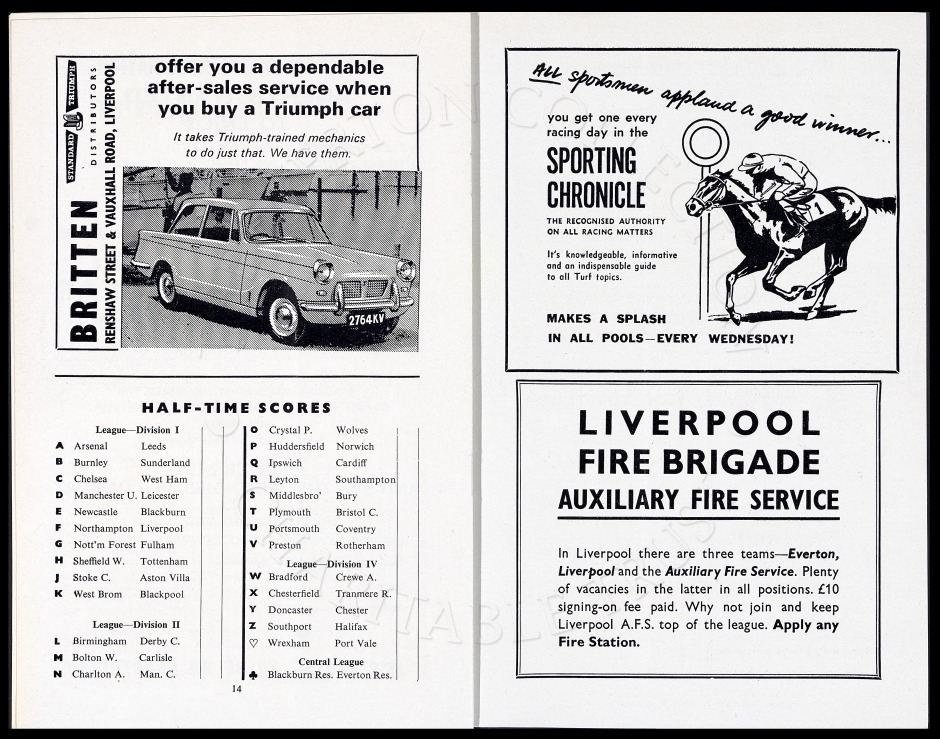 BRITTEN
STANDARD TRIUMPH
DISTRIBUTORS
RENSHAW STREET & VAUXHALL ROAD, LIVERPOOL
offer you a dependable
after-sales service when
you buy a Triumph car
It takes Triumph-trained mechanics
to do just that. We have them.
2764KV
HALF-TIME SCORES
League—Division I
A Arsenal Leeds
B Burnley Sunderland
C Chelsea West Ham
D Manchester U. Leicester
E Newcastle Blackburn
F Northampton Liverpool
G Nott'm Forest Fulham
H Sheffield W. Tottenham
J Stoke C. Aston Villa
K West Brom Blackpool
League—Division II
L Birmingham Derby C.
M Bolton W. Carlisle
N Charlton A. Man. C.
O Crystal P. Wolves
P Huddersfield Norwich
Q Ipswich Cardiff
R Leyton Southampton
S Middlesbro' Bury
T Plymouth Bristol C.
U Portsmouth Coventry
V Preston Rotherham
League—Division IV
W Bradford Crewe A.
X Chesterfield Tranmere R.
Y Doncaster Chester
Z Southport Halifax
♡ Wrexham Port Vale
Central League
♣ Blackburn Res. Everton Res.
14
All sportsmen applaud a good winner...
you get one every
racing day in the
SPORTING
CHRONICLE
THE RECOGNISED AUTHORITY
ON ALL RACING MATTERS
It's knowledgeable, informative
and an indispensable guide
to all Turf topics.
1
MAKES A SPLASH
IN ALL POOLS—EVERY WEDNESDAY!
LIVERPOOL
FIRE BRIGADE
AUXILIARY FIRE SERVICE
In Liverpool there are three teams—Everton,
Liverpool and the Auxiliary Fire Service. Plenty
of vacancies in the latter in all positions. £10
signing-on fee paid. Why not join and keep
Liverpool A.F.S. top of the league. Apply any
Fire Station.